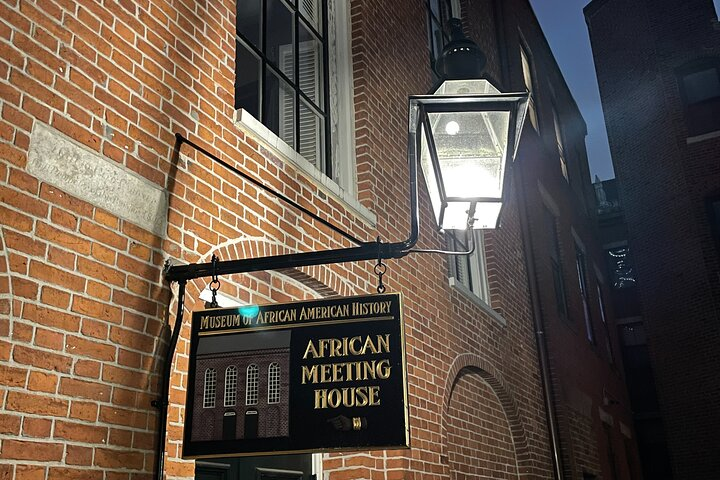 MUSEUM OF AFRICAN AMERICAN HISTORY
AFRICAN
MEETING
HOUSE